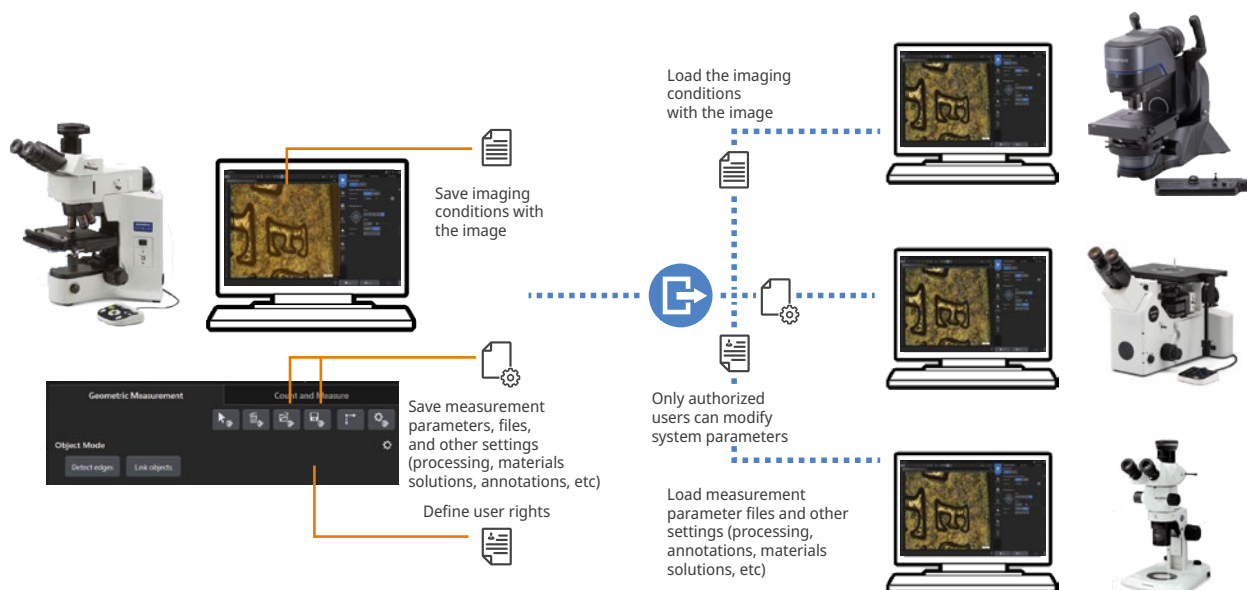 Load the imaging
conditions
with the image
Save imaging
conditions with
the image
Geometric Measurement
Count and Measure
Object Mode
Detect edges
Link objects
Save measurement
parameters, files,
and other settings
(processing, materials
solutions, annotations, etc)
Define user rights
Only authorized
users can modify
system parameters
Load measurement
parameter files and other
settings (processing,
annotations, materials
solutions, etc)